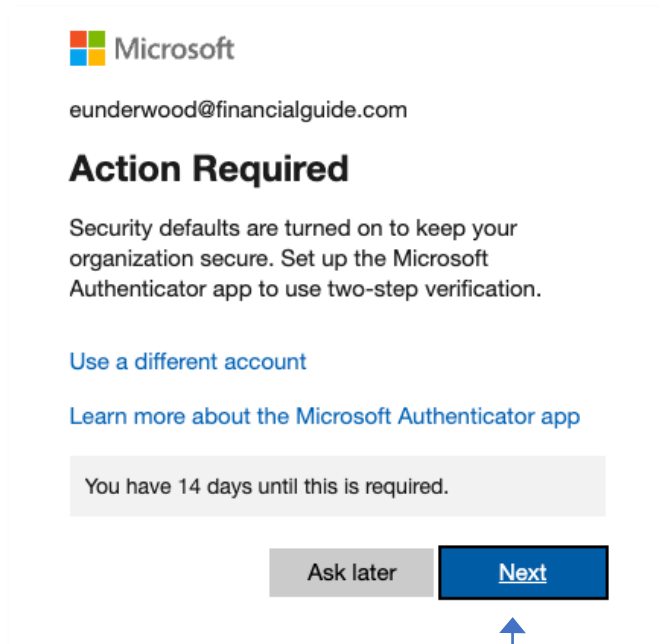 Microsoft
eunderwood@financialguide.com
Action Required
Security defaults are turned on to keep your
organization secure. Set up the Microsoft
Authenticator app to use two-step verification.
Use a different account
Learn more about the Microsoft Authenticator app
You have 14 days until this is required.
Ask later
Next